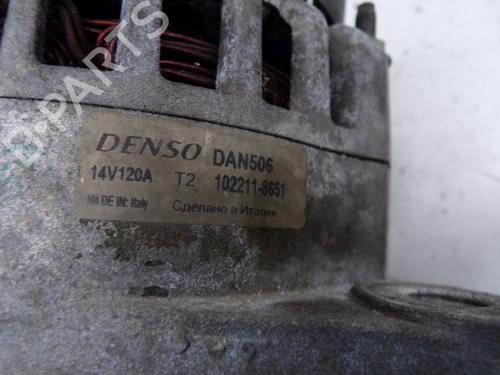 B-PARTS
DENSO DAN506
14V120A T2 102211-8651
MADE IN: Italy Сделано в Италии